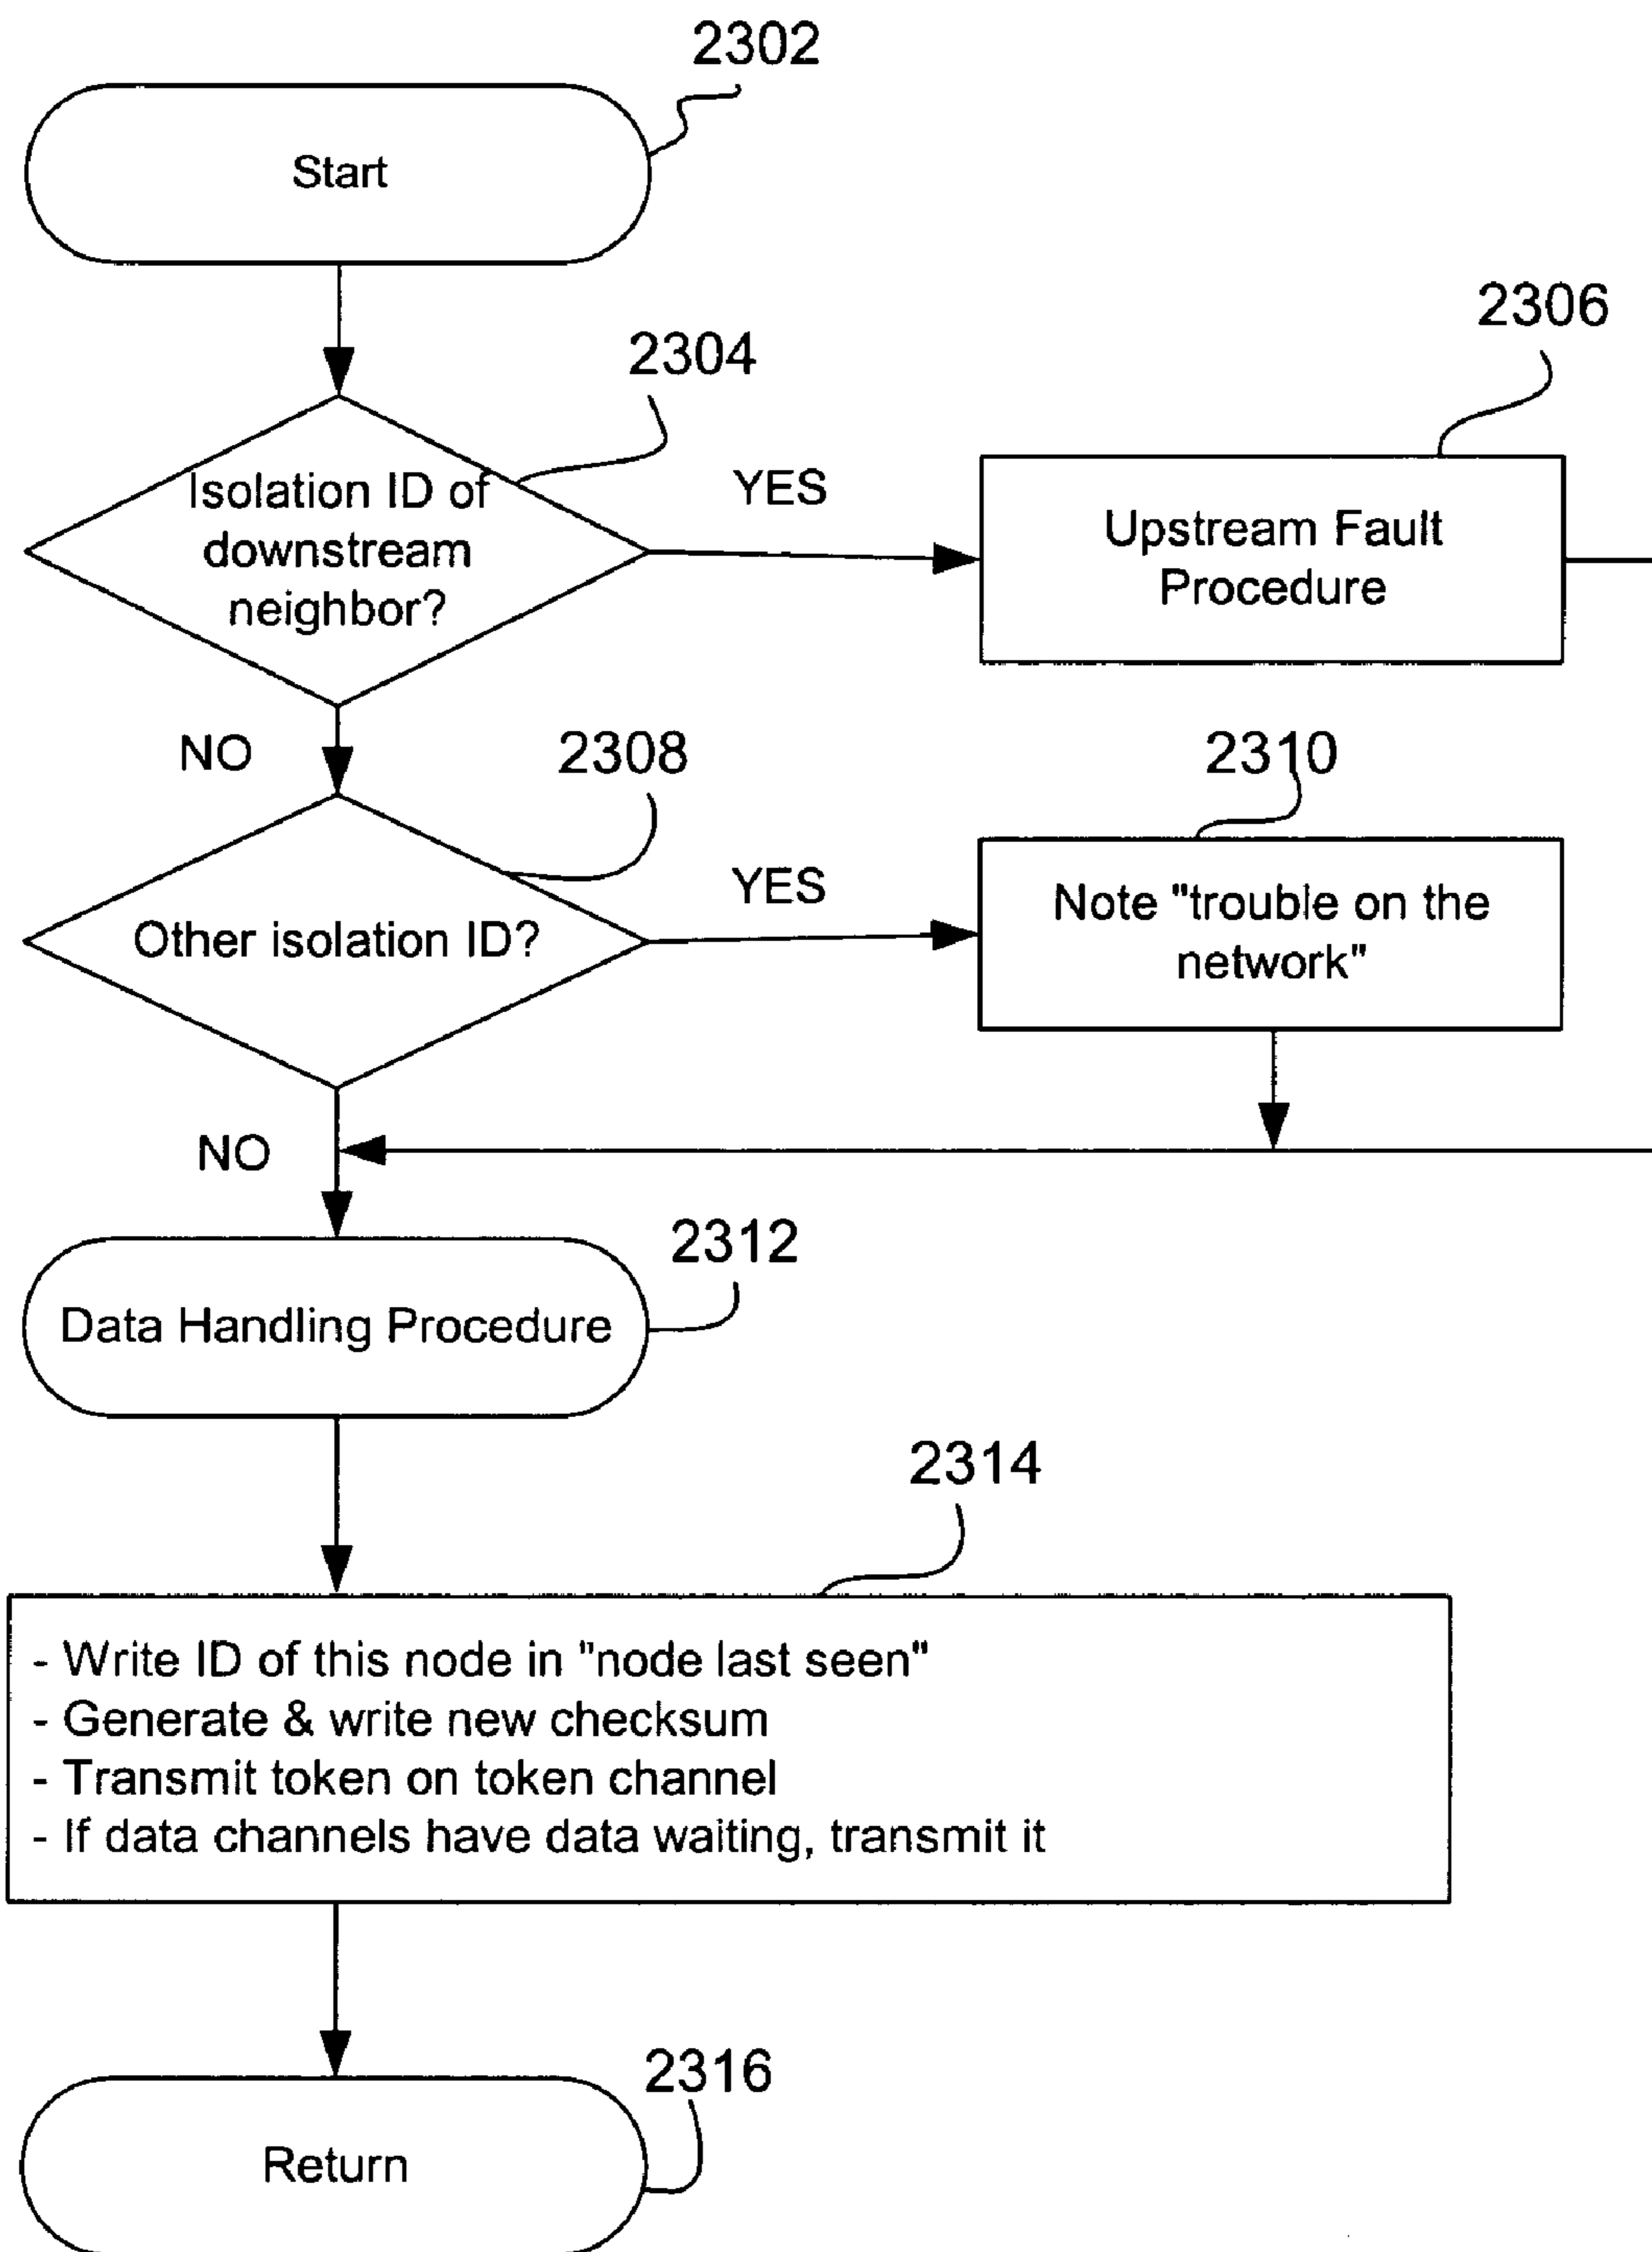 2302
Start
2304
2306
Isolation ID of
downstream
neighbor?
YES
Upstream Fault
Procedure
NO
2308
2310
Other isolation ID?
YES
Note "trouble on the
network"
NO
2312
Data Handling Procedure
2314
- Write ID of this node in "node last seen"
- Generate & write new checksum
- Transmit token on token channel
- If data channels have data waiting, transmit it
2316
Return